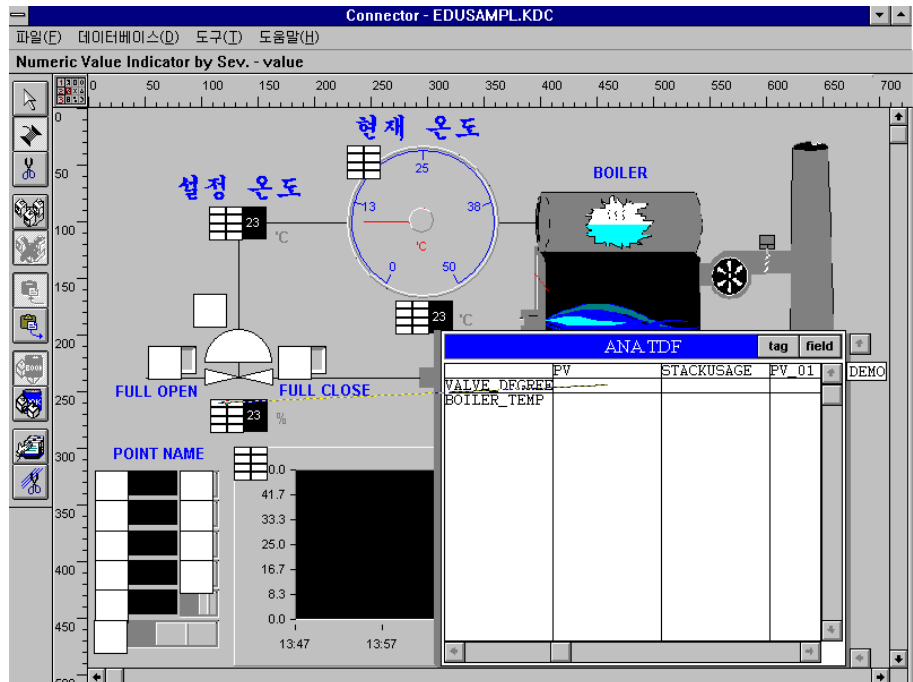 Connector - EDUSAMPL.KDC
파일(F) 데이터베이스(D) 도구(T) 도움말(H)
Numeric Value Indicator by Sev. - value
0 50 100 150 200 250 300 350 400 450 500 550 600 650 700
0
50
100
150
200
250
300
350
400
450
500
현재 온도
25
13 38
°C
0 50
설정 온도
23 °C
BOILER
23 °C
FULL OPEN FULL CLOSE
23 %
POINT NAME
50.0
41.7
33.3
25.0
16.7
8.3
0.0
13:47 13:57
ANA TDF tag field
PV STACKUSAGE PV_01 DEMO
VALVE_DFGREE
BOILER_TEMP